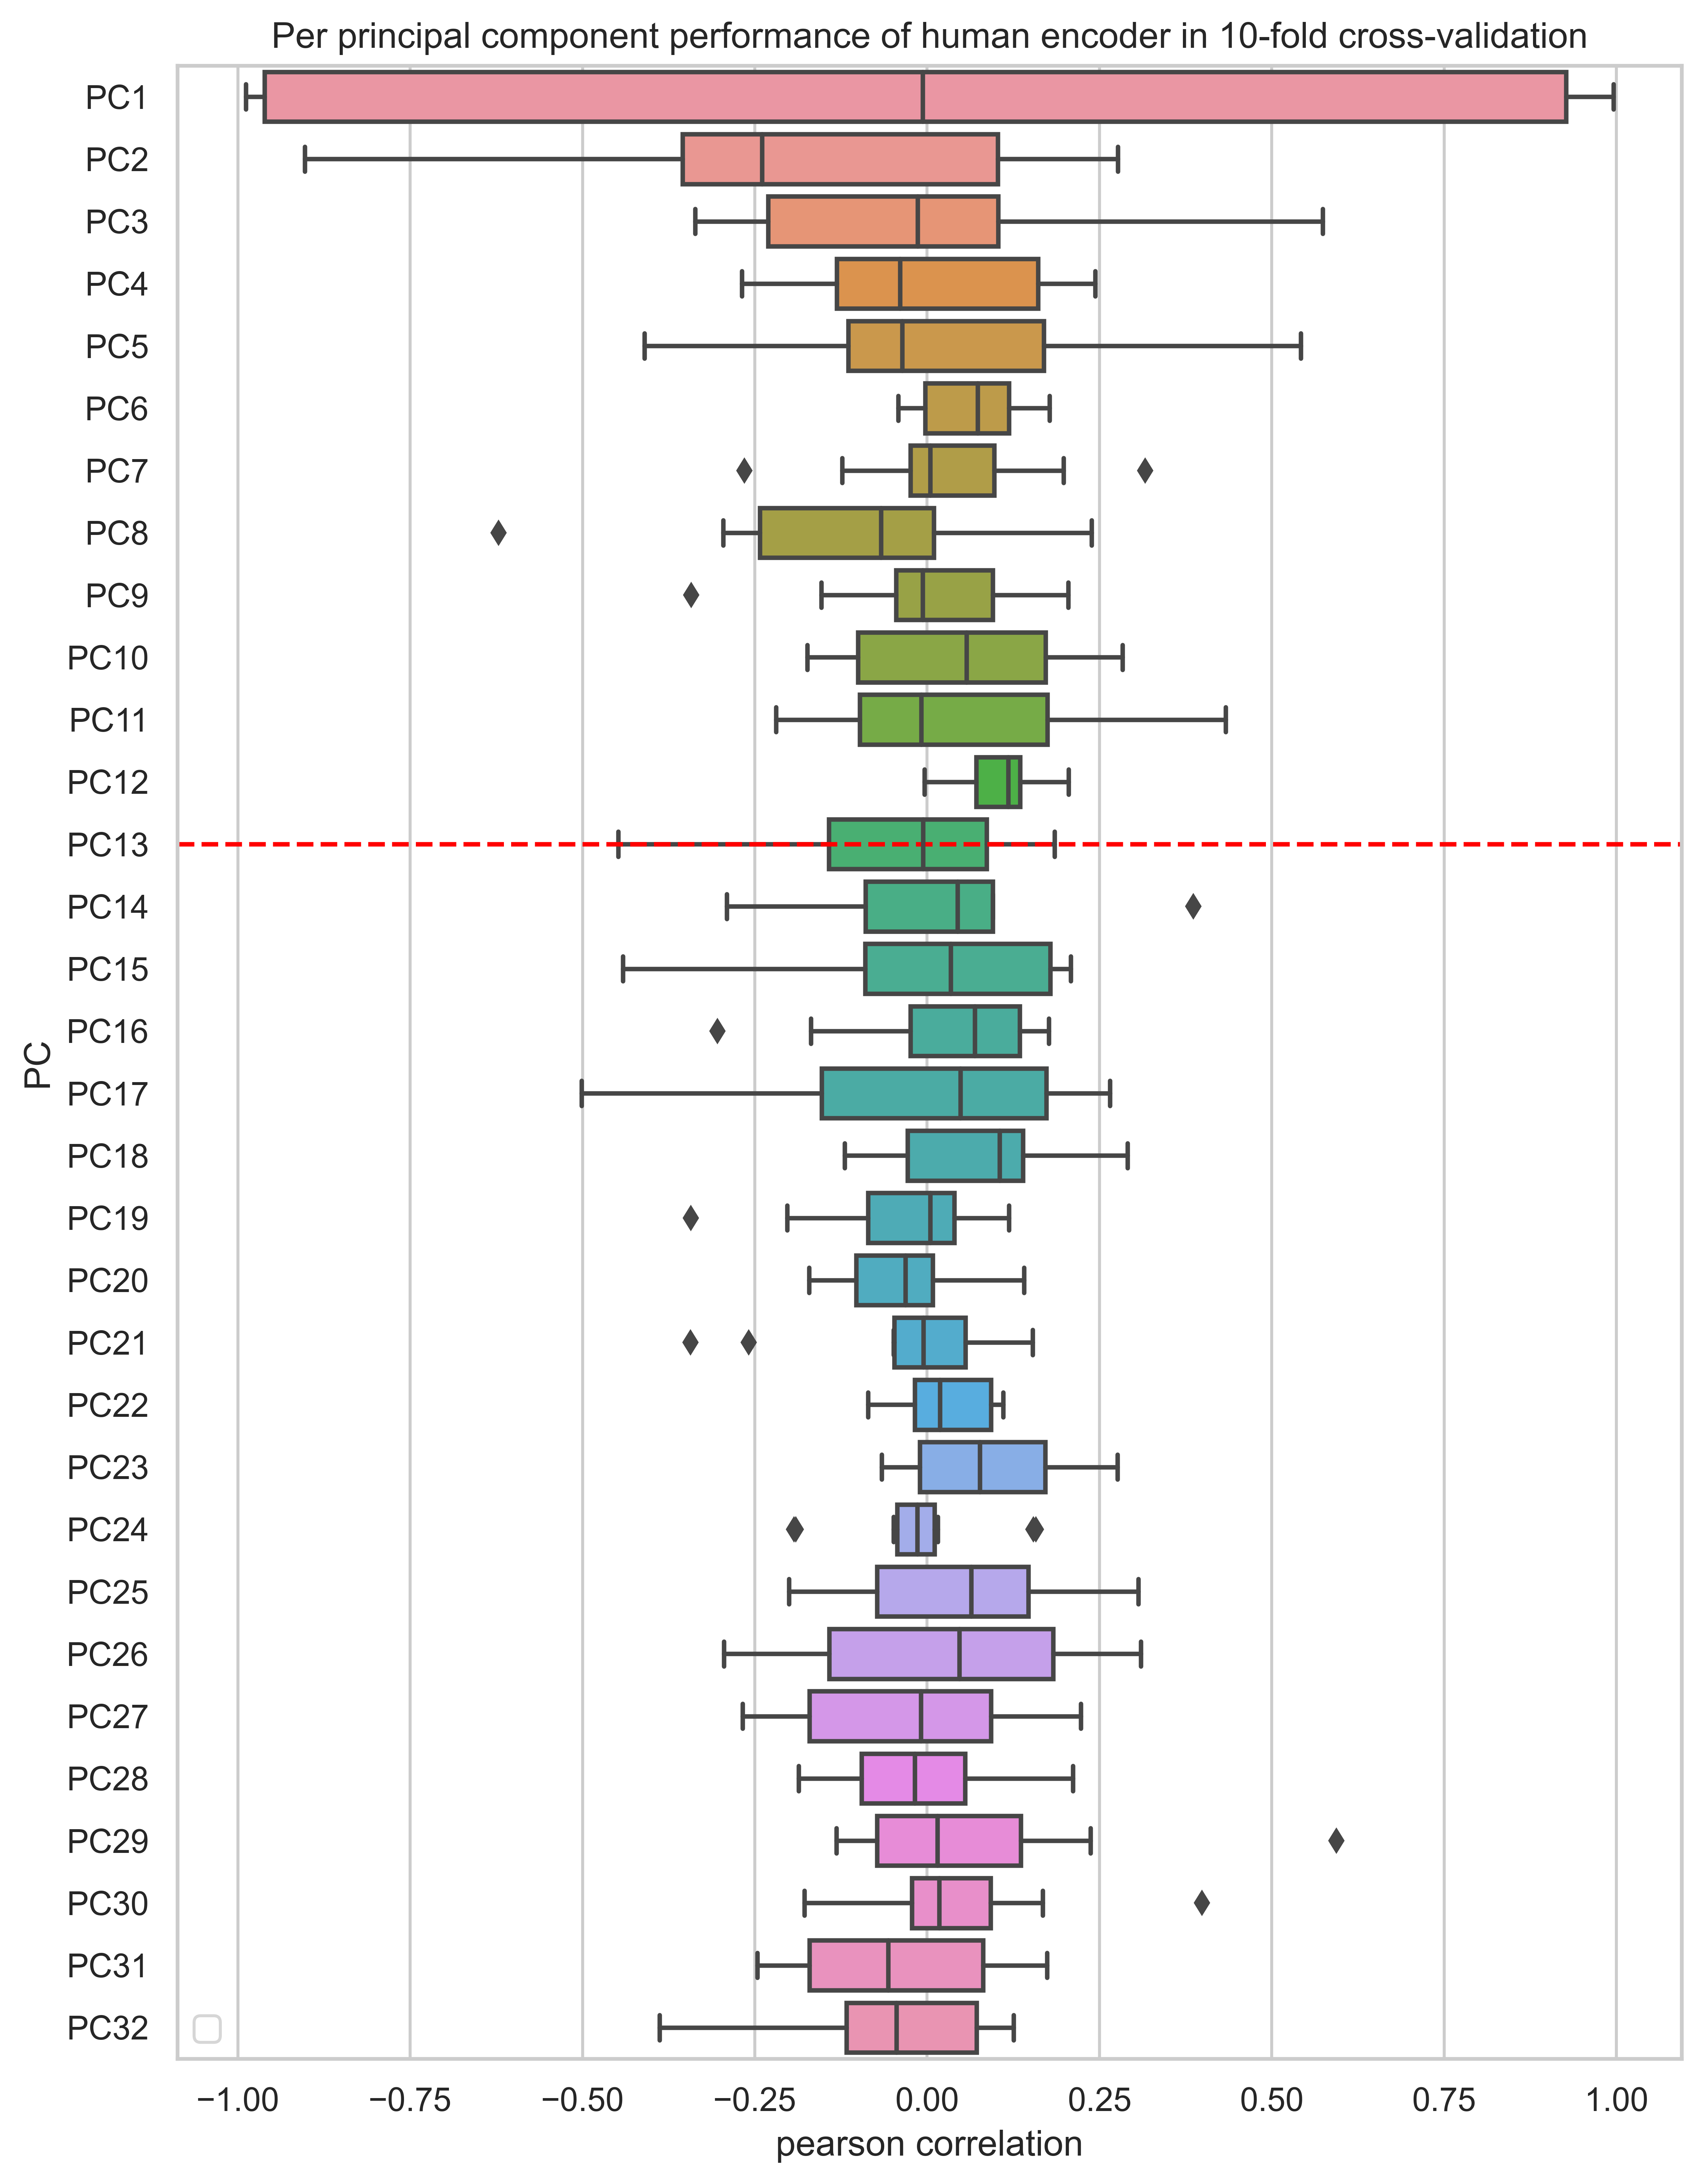 Per principal component performance of human encoder in 10-fold cross-validation
PC1
PC2
PC3
PC4
PC5
PC6
PC7
PC8
PC9
PC10
PC11
PC12
PC13
PC14
PC15
PC16
PC17
PC18
PC19
PC20
PC21
PC22
PC23
PC24
PC25
PC26
PC27
PC28
PC29
PC30
PC31
PC32
PC
−1.00 −0.75 −0.50 −0.25 0.00 0.25 0.50 0.75 1.00
pearson correlation